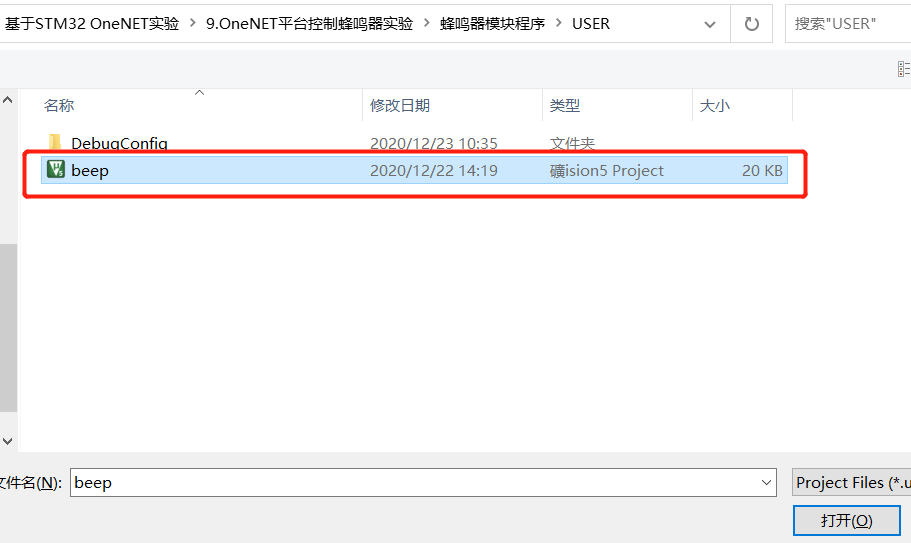 基于STM32 OneNET实验 > 9.OneNET平台控制蜂鸣器实验 > 蜂鸣器模块程序 > USER 搜索"USER"
名称 修改日期 类型 大小
DebugConfig 2020/12/23 10:35 文件夹
beep 2020/12/22 14:19 礦ision5 Project 20 KB
文件名(N): beep Project Files (*.u
打开(O)